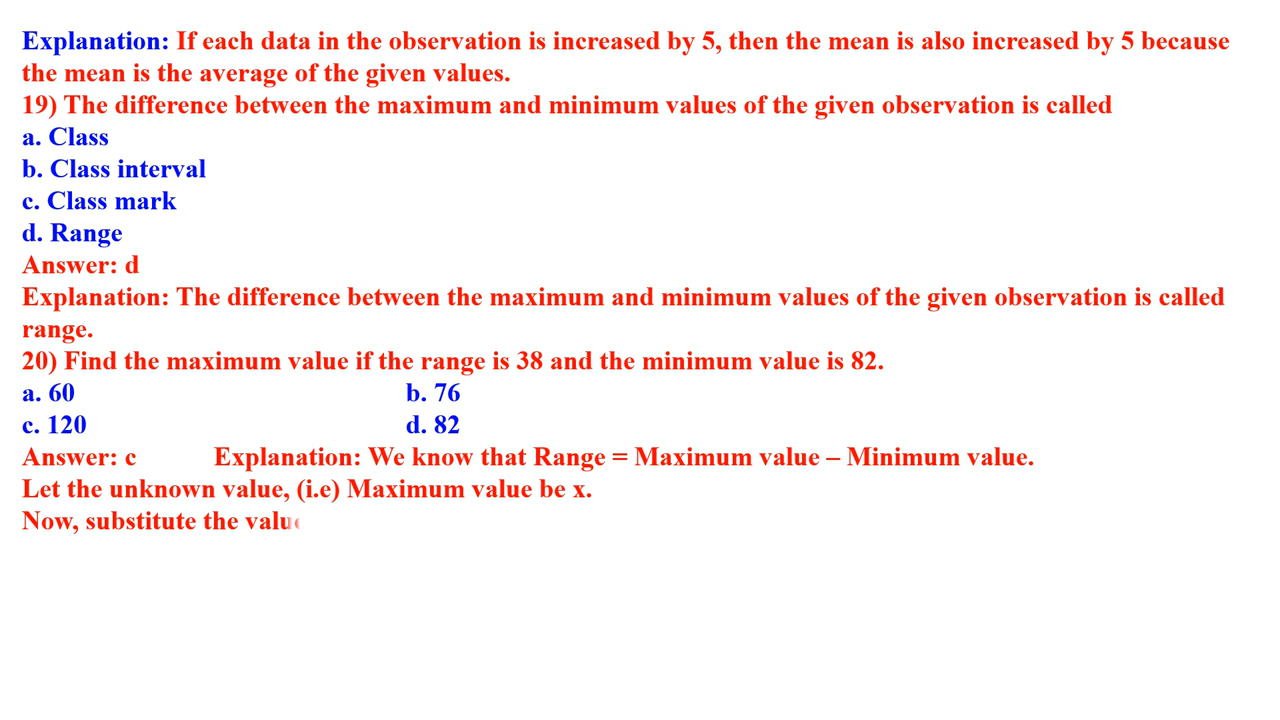 Explanation: If each data in the observation is increased by 5, then the mean is also increased by 5 because
the mean is the average of the given values.
19) The difference between the maximum and minimum values of the given observation is called
a. Class
b. Class interval
c. Class mark
d. Range
Answer: d
Explanation: The difference between the maximum and minimum values of the given observation is called
range.
20) Find the maximum value if the range is 38 and the minimum value is 82.
a. 60 b. 76
c. 120 d. 82
Answer: c Explanation: We know that Range = Maximum value – Minimum value.
Let the unknown value, (i.e) Maximum value be x.
Now, substitute the